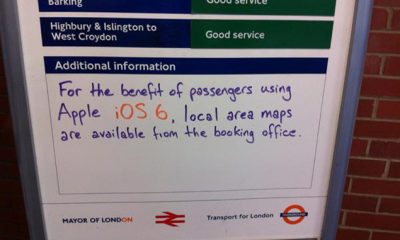 Barking
Good service
Highbury & Islington to
West Croydon
Good service
Additional information
For the benefit of passengers using
Apple iOS 6, local area maps
are available from the booking office.
MAYOR OF LONDON
Transport for London